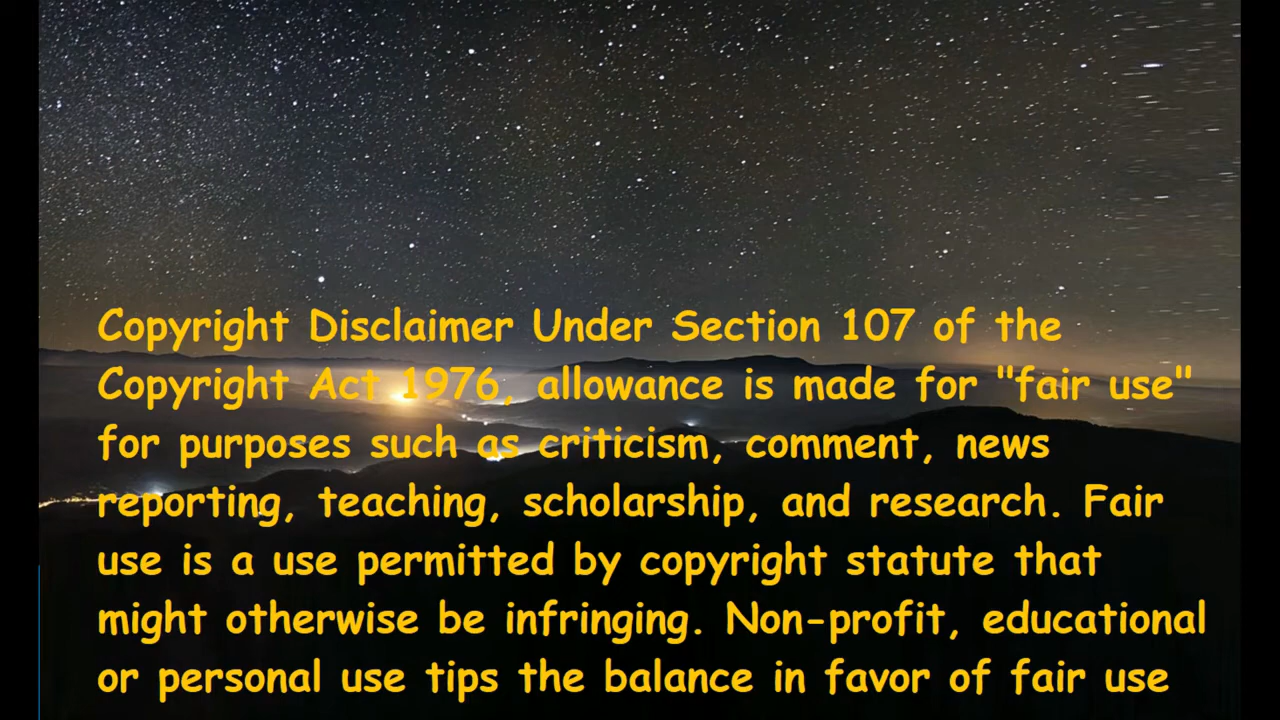 Copyright Disclaimer Under Section 107 of the
Copyright Act 1976, allowance is made for "fair use"
for purposes such as criticism, comment, news
reporting, teaching, scholarship, and research. Fair
use is a use permitted by copyright statute that
might otherwise be infringing. Non-profit, educational
or personal use tips the balance in favor of fair use